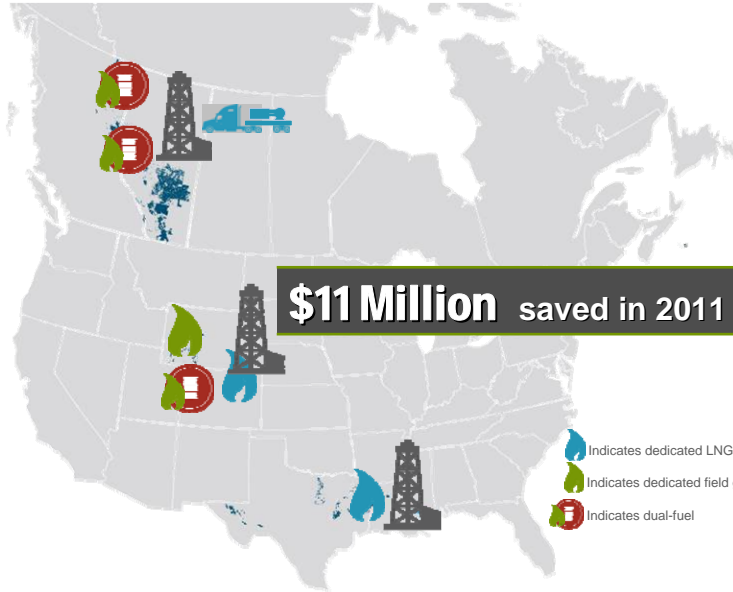 $11 Million saved in 2011
Indicates dedicated LNG
Indicates dedicated field
Indicates dual-fuel